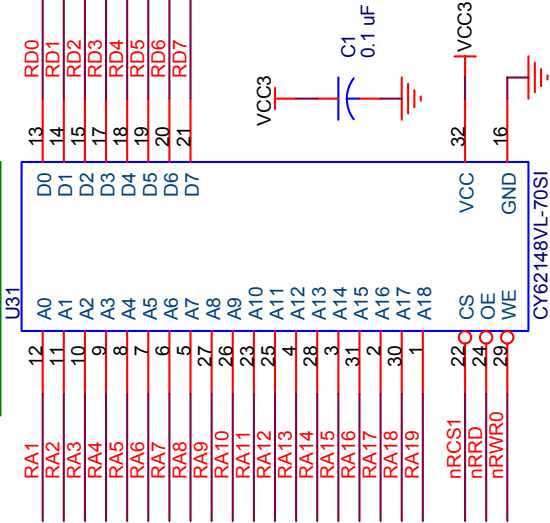 U31
RA1 12 A0 D0 13 RD0
RA2 11 A1 D1 14 RD1
RA3 10 A2 D2 15 RD2
RA4 9 A3 D3 17 RD3
RA5 8 A4 D4 18 RD4
RA6 7 A5 D5 19 RD5
RA7 6 A6 D6 20 RD6
RA8 5 A7 D7 21 RD7
RA9 27 A8
RA10 26 A9
RA11 23 A10
VCC3
RA12 25 A11
RA13 4 A12
RA14 28 A13
RA15 3 A14
C1
0.1 uF
RA16 31 A15
RA17 2 A16
RA18 30 A17
RA19 1 A18
nRCS1 22 CS VCC 32 VCC3
nRRD 24 OE
nRWR0 29 WE GND 16
CY62148VL-70SI